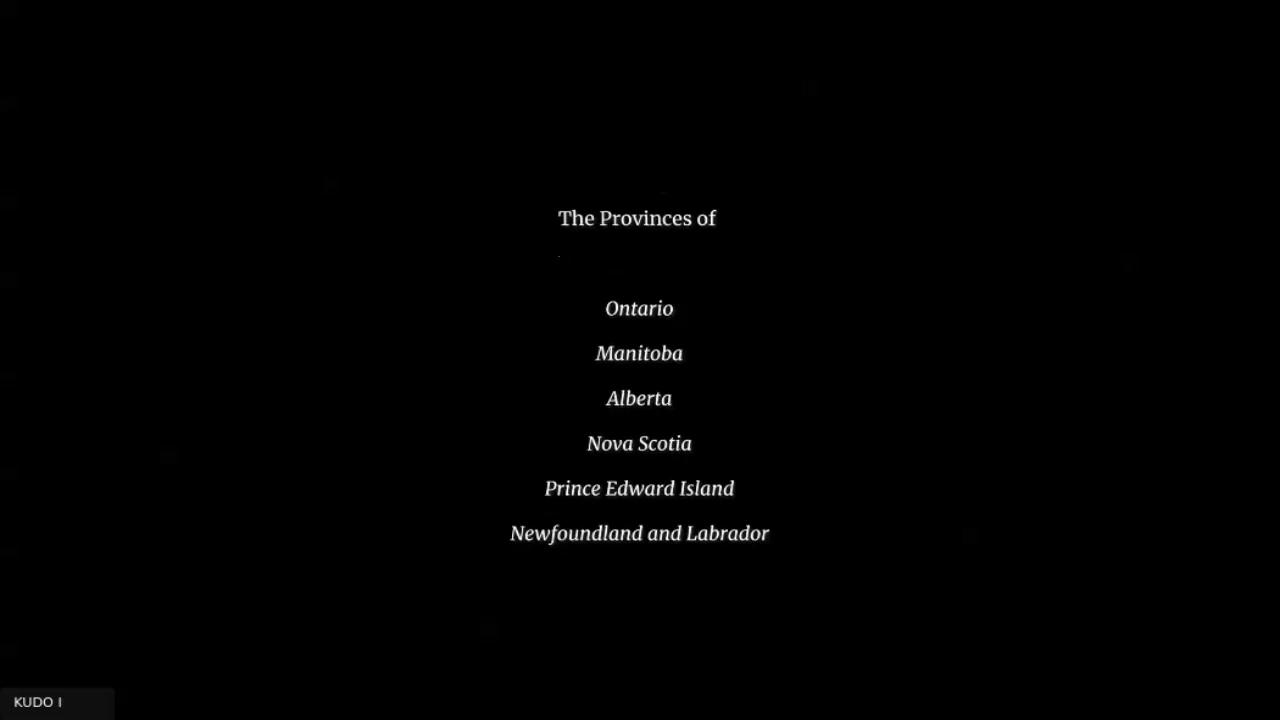 The Provinces of
Ontario
Manitoba
Alberta
Nova Scotia
Prince Edward Island
Newfoundland and Labrador
KUDO I